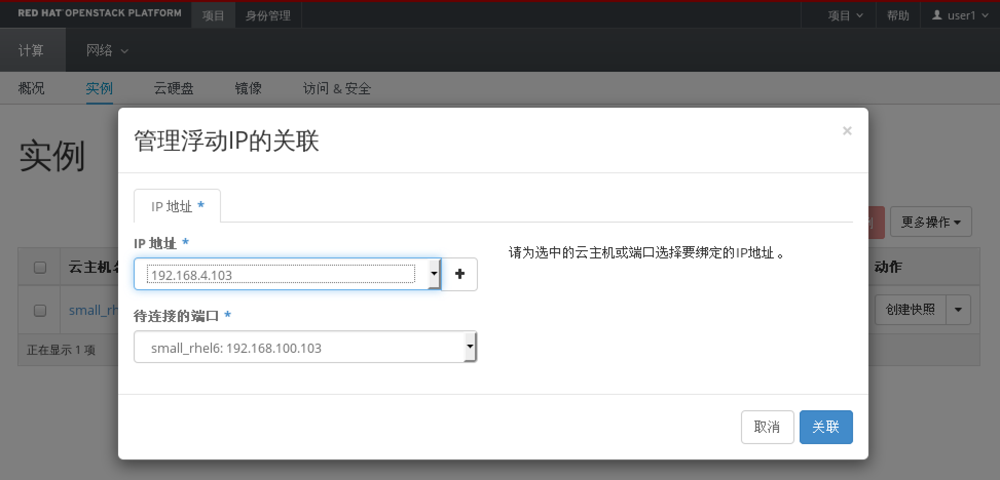 RED HAT OPENSTACK PLATFORM 项目 身份管理 项目 帮助 user1
计算 网络
概况 实例 云硬盘 镜像 访问 & 安全
管理浮动IP的关联 ×
实例
IP 地址 *
更多操作
IP 地址 *
请为选中的云主机或端口选择要绑定的IP地址 。
云主机 动作
192.168.4.103 +
small_rh 创建快照
待连接的端口 *
small_rhel6: 192.168.100.103
正在显示 1 项
取消 关联